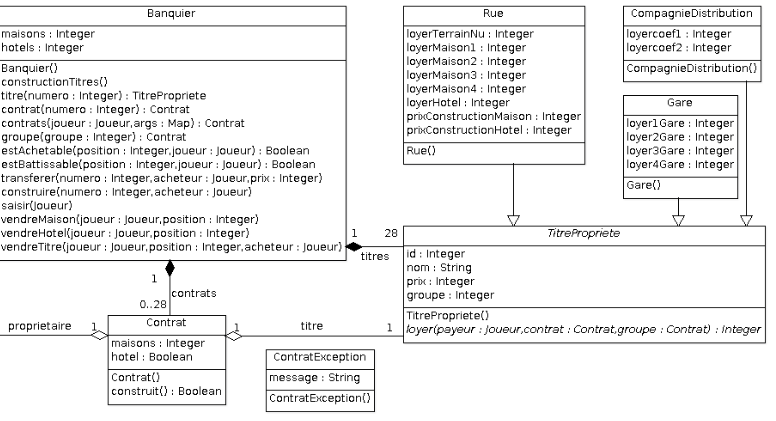 Banquier
maisons : Integer
hotels : Integer
Banquier()
constructionTitres()
titre(numero : Integer) : TitrePropriete
contrat(numero : Integer) : Contrat
contrats(joueur : Joueur,args : Map) : Contrat
groupe(groupe : Integer) : Contrat
estAchetable(position : Integer,joueur : Joueur) : Boolean
estBattissable(position : Integer,joueur : Joueur) : Boolean
transferer(numero : Integer,acheteur : Joueur,prix : Integer)
construire(numero : Integer,acheteur : Joueur)
saisir(Joueur)
vendreMaison(joueur : Joueur,position : Integer)
vendreHotel(joueur : Joueur,position : Integer)
vendreTitre(joueur : Joueur,position : Integer,acheteur : Joueur)
Rue
loyerTerrainNu : Integer
loyerMaison1 : Integer
loyerMaison2 : Integer
loyerMaison3 : Integer
loyerMaison4 : Integer
loyerHotel : Integer
prixConstructionMaison : Integer
prixConstructionHotel : Integer
Rue()
CompagnieDistribution
loyercoef1 : Integer
loyercoef2 : Integer
CompagnieDistribution()
Gare
loyer1Gare : Integer
loyer2Gare : Integer
loyer3Gare : Integer
loyer4Gare : Integer
Gare()
1 28
titres
TitrePropriete
id : Integer
nom : String
prix : Integer
groupe : Integer
TitrePropriete()
loyer(payeur : Joueur,contrat : Contrat,groupe : Contrat) : Integer
1
contrats
0..28
proprietaire 1
Contrat
maisons : Integer
hotel : Boolean
Contrat()
construit() : Boolean
1 titre 1
ContratException
message : String
ContratException()